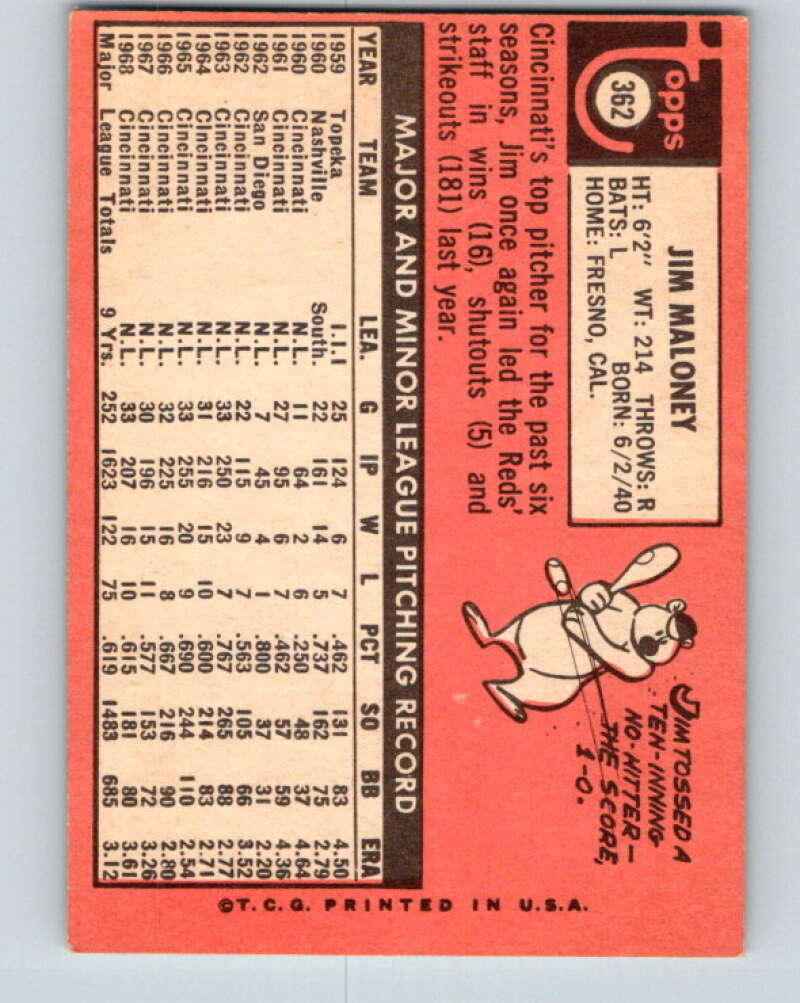 Topps
362
JIM MALONEY
HT: 6'2" WT: 214 THROWS: R
BATS: L BORN: 6/2/40
HOME: FRESNO, CAL.
Cincinnati's top pitcher for the past six
seasons, Jim once again led the Reds'
staff in wins (16), shutouts (5) and
strikeouts (181) last year.
JIM TOSSED A
TEN-INNING
NO-HITTER—
THE SCORE,
1-0.
MAJOR AND MINOR LEAGUE PITCHING RECORD
YEAR TEAM LEA. G IP W L PCT SO BB ERA
1959 Topeka I.I.I 25 124 6 7 .462 131 83 4.50
1960 Nashville South. 22 161 14 5 .737 162 75 2.79
1960 Cincinnati N.L. 11 64 2 6 .250 48 37 4.64
1961 Cincinnati N.L. 27 95 6 7 .462 57 59 4.36
1962 San Diego 7 45 4 1 .800 37 31 2.20
1962 Cincinnati N.L. 22 115 9 7 .563 105 66 3.52
1963 Cincinnati N.L. 33 250 23 7 .767 265 88 2.77
1964 Cincinnati N.L. 31 216 15 10 .600 214 83 2.71
1965 Cincinnati N.L. 33 255 20 9 .690 244 110 2.54
1966 Cincinnati N.L. 32 225 16 8 .667 216 90 2.80
1967 Cincinnati N.L. 30 196 15 11 .577 153 72 3.26
1968 Cincinnati N.L. 33 207 16 10 .615 181 80 3.61
Major League Totals 9 Yrs. 252 1623 122 75 .619 1483 685 3.12
©T.C.G. PRINTED IN U.S.A.